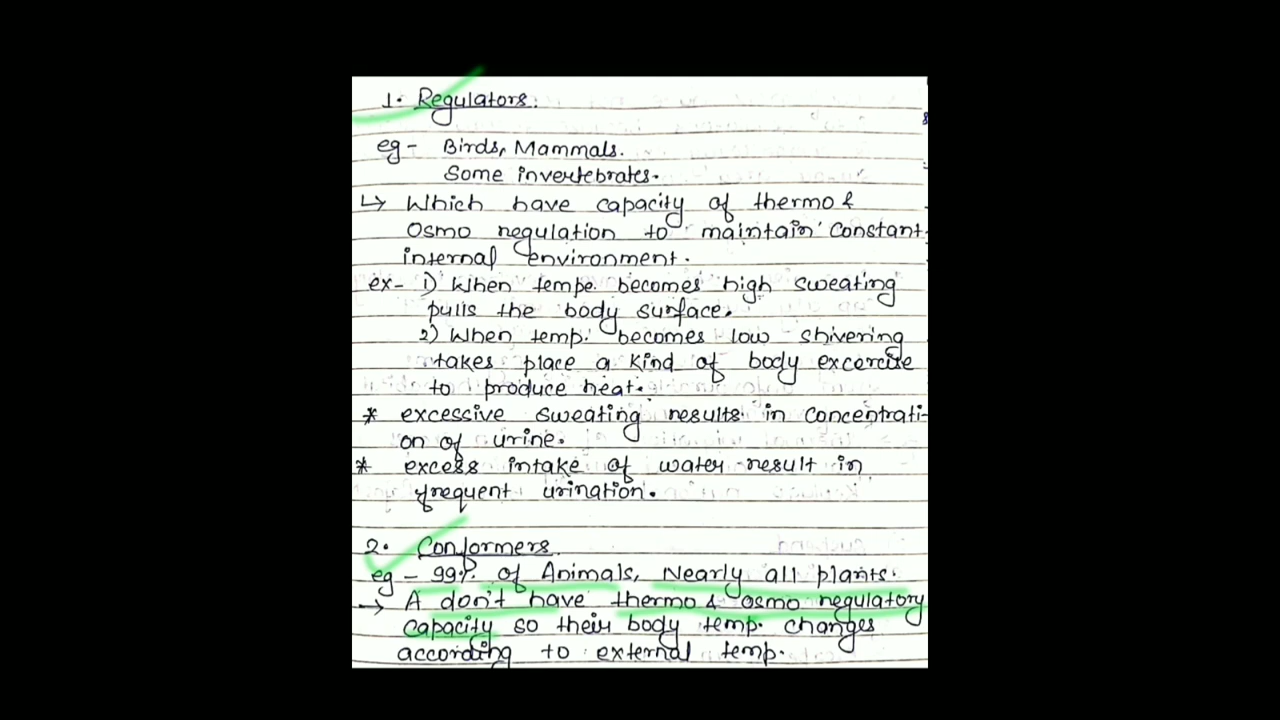 1. Regulators:
eg- Birds, Mammals.
Some invertebrates.
↳ Which have capacity of thermo &
Osmo regulation to maintain constant
internal environment.
ex- 1) When tempe. becomes high sweating
pulls the body surface.
2) When temp. becomes low shivering
takes place a kind of body excercise
to produce heat.
* excessive sweating results in concentrati-
on of urine.
* excess intake of water result in
frequent urination.
2. Conformers.
eg - 99% of Animals, Nearly all plants.
→ A don't have thermo & osmo regulatory
capacity so their body temp. changes
according to external temp.